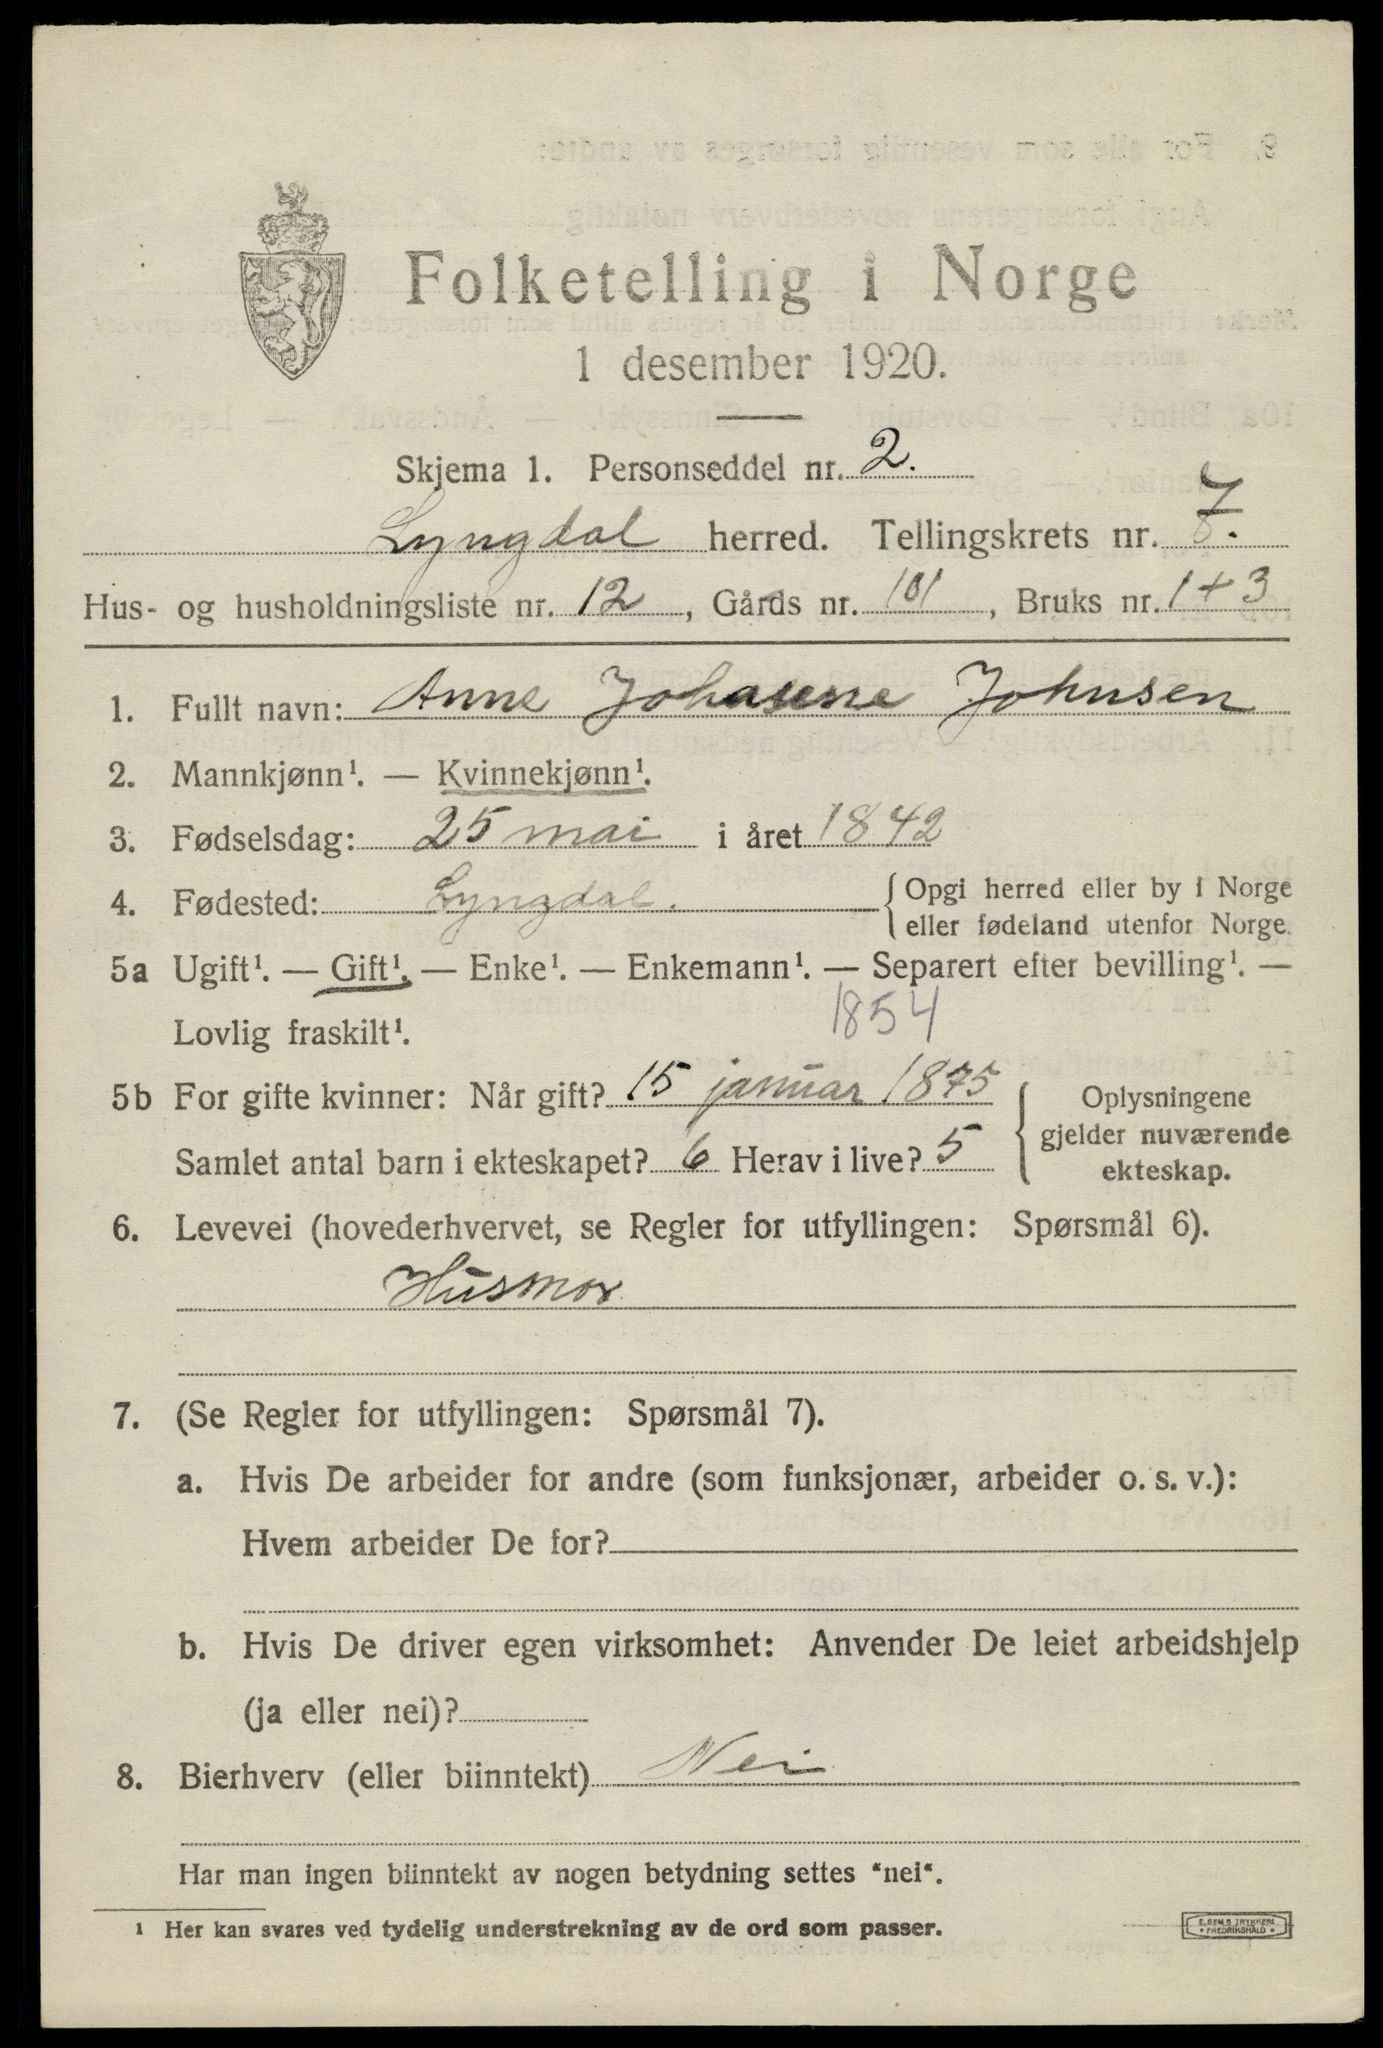 Folketelling i Norge
1 desember 1920.
Skjema 1. Personseddel nr. 2.
Lyngdal herred. Tellingskrets nr. 7.
Hus- og husholdningsliste nr. 12, Gårds nr. 101, Bruks nr. 1+3
1. Fullt navn: Anne Johnsen
2. Mannkjønn¹. — Kvinnekjønn¹.
3. Fødselsdag: 25 mai i året 1842
4. Fødested: Lyngdal. { Opgi herred eller by i Norge
eller fødeland utenfor Norge.
5a Ugift¹. — Gift¹. — Enke¹. — Enkemann¹. — Separert efter bevilling¹. —
Lovlig fraskilt¹. 1854
5b For gifte kvinner: Når gift? 15 januar 1875
Samlet antal barn i ekteskapet? 6 Herav i live? 5
Oplysningene
gjelder nuværende
ekteskap.
6. Levevei (hovederhvervet, se Regler for utfyllingen: Spørsmål 6).
Husmor
7. (Se Regler for utfyllingen: Spørsmål 7).
a. Hvis De arbeider for andre (som funksjonær, arbeider o. s. v.):
Hvem arbeider De for?
b. Hvis De driver egen virksomhet: Anvender De leiet arbeidshjelp
(ja eller nei)?
8. Bierhverv (eller biinntekt) Nei
Har man ingen biinntekt av nogen betydning settes "nei".
¹ Her kan svares ved tydelig understrekning av de ord som passer.